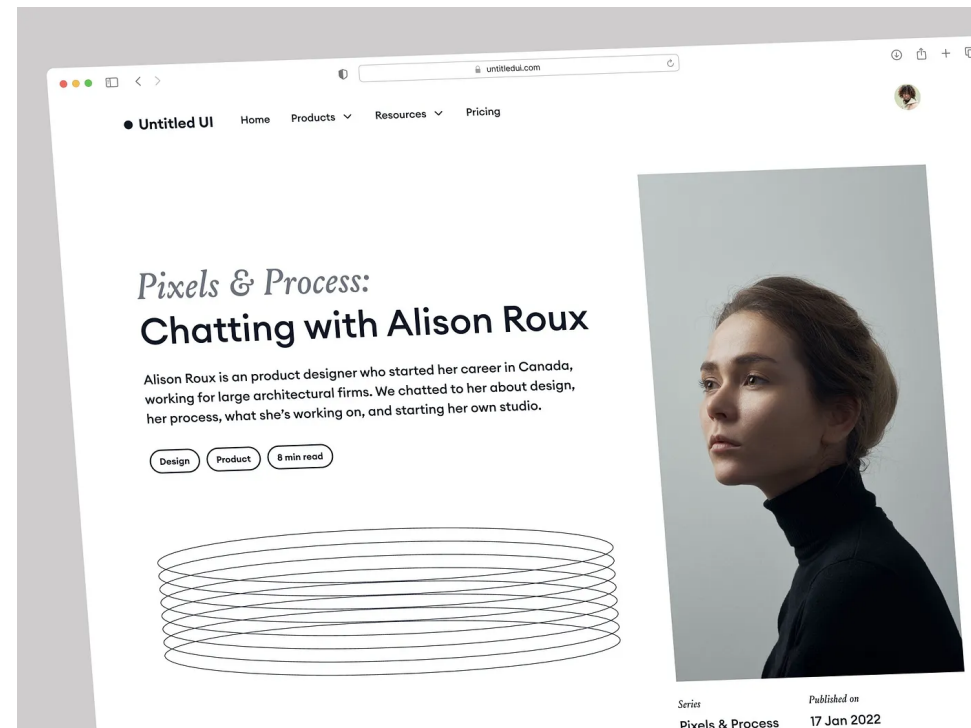 untitledui.com
Untitled UI Home Products Resources Pricing
Pixels & Process:
Chatting with Alison Roux
Alison Roux is an product designer who started her career in Canada,
working for large architectural firms. We chatted to her about design,
her process, what she's working on, and starting her own studio.
Design Product 8 min read
Series
Pixels & Process
Published on
17 Jan 2022